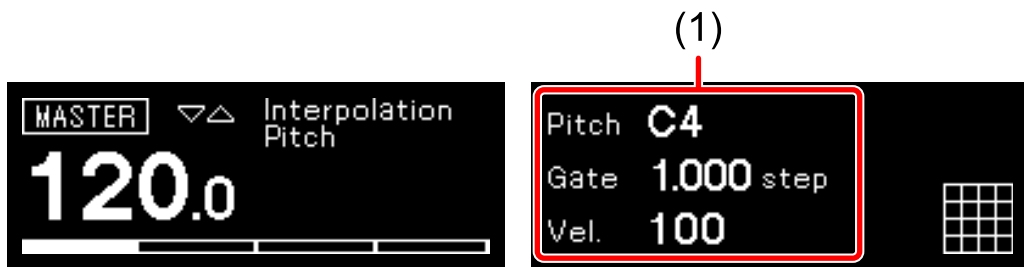 (1)
MASTER ▽△ Interpolation
Pitch
120.0
Pitch C4
Gate 1.000 step
Vel. 100